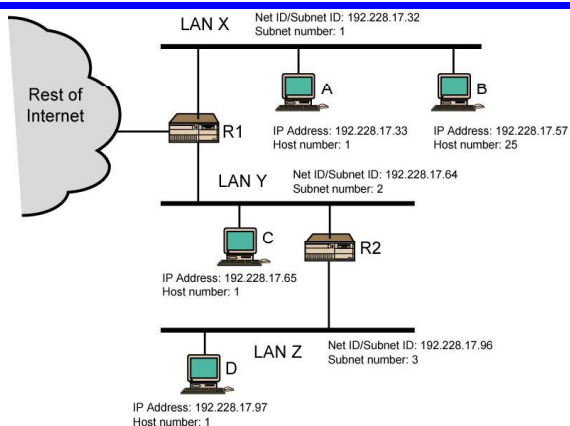 LAN X
Net ID/Subnet ID: 192.228.17.32
Subnet number: 1
Rest of
Internet
R1
A
B
IP Address: 192.228.17.33
Host number: 1
IP Address: 192.228.17.57
Host number: 25
LAN Y
Net ID/Subnet ID: 192.228.17.64
Subnet number: 2
C
R2
IP Address: 192.228.17.65
Host number: 1
LAN Z
Net ID/Subnet ID: 192.228.17.96
Subnet number: 3
D
IP Address: 192.228.17.97
Host number: 1